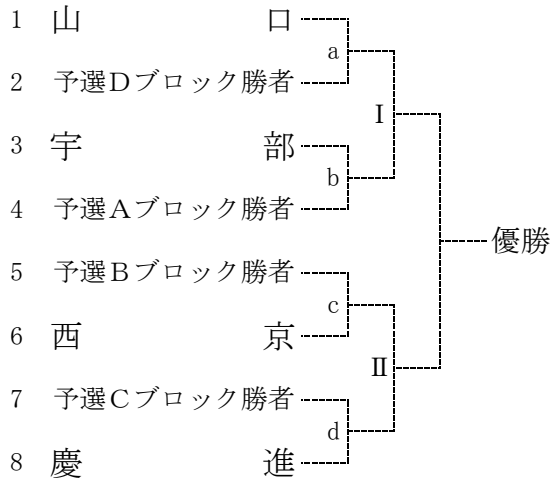 1 山口
a
2 予選Dブロック勝者
Ⅰ
3 宇部
b
4 予選Aブロック勝者
優勝
5 予選Bブロック勝者
c
6 西京
Ⅱ
7 予選Cブロック勝者
d
8 慶進